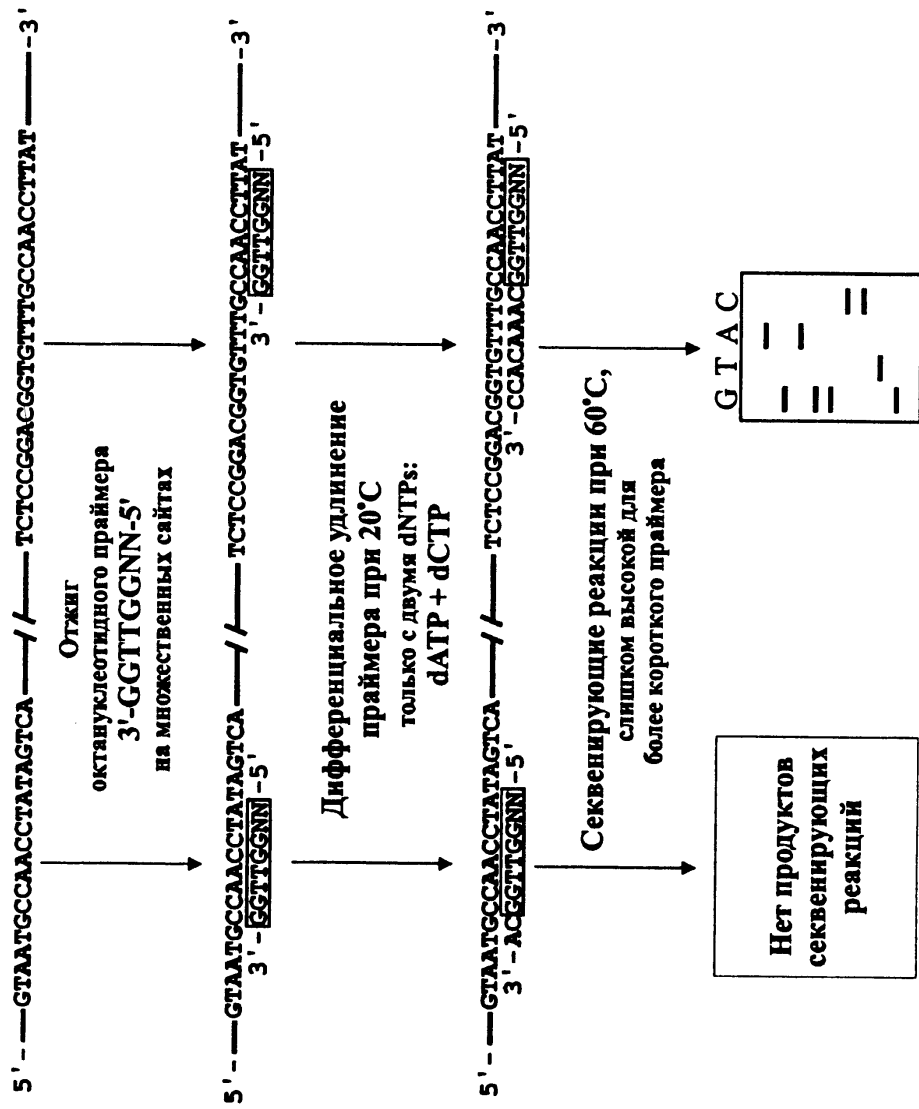 5'-- GTAATGCCAACCTATAGTCA // TCTCCGGACGGTGTTTGCCAACCTTAT --3'
Отжиг
октануклеотидного праймера
3'-GGTTGGNN-5'
на множественных сайтах
5'-- GTAATGCCAACCTATAGTCA // TCTCCGGACGGTGTTTGCCAACCTTAT --3'
3'-GGTTGGNN-5' 3'-GGTTGGNN-5'
Дифференциальное удлинение
праймера при 20°C
только с двумя dNTPs:
dATP + dCTP
5'-- GTAATGCCAACCTATAGTCA // TCTCCGGACGGTGTTTGCCAACCTTAT --3'
3'-ACGGTTGGNN-5' 3'-CCACAAACGGTTGGNN-5'
Секвенирующие реакции при 60°C,
слишком высокой для
более короткого праймера
Нет продуктов
секвенирующих
реакций
G T A C